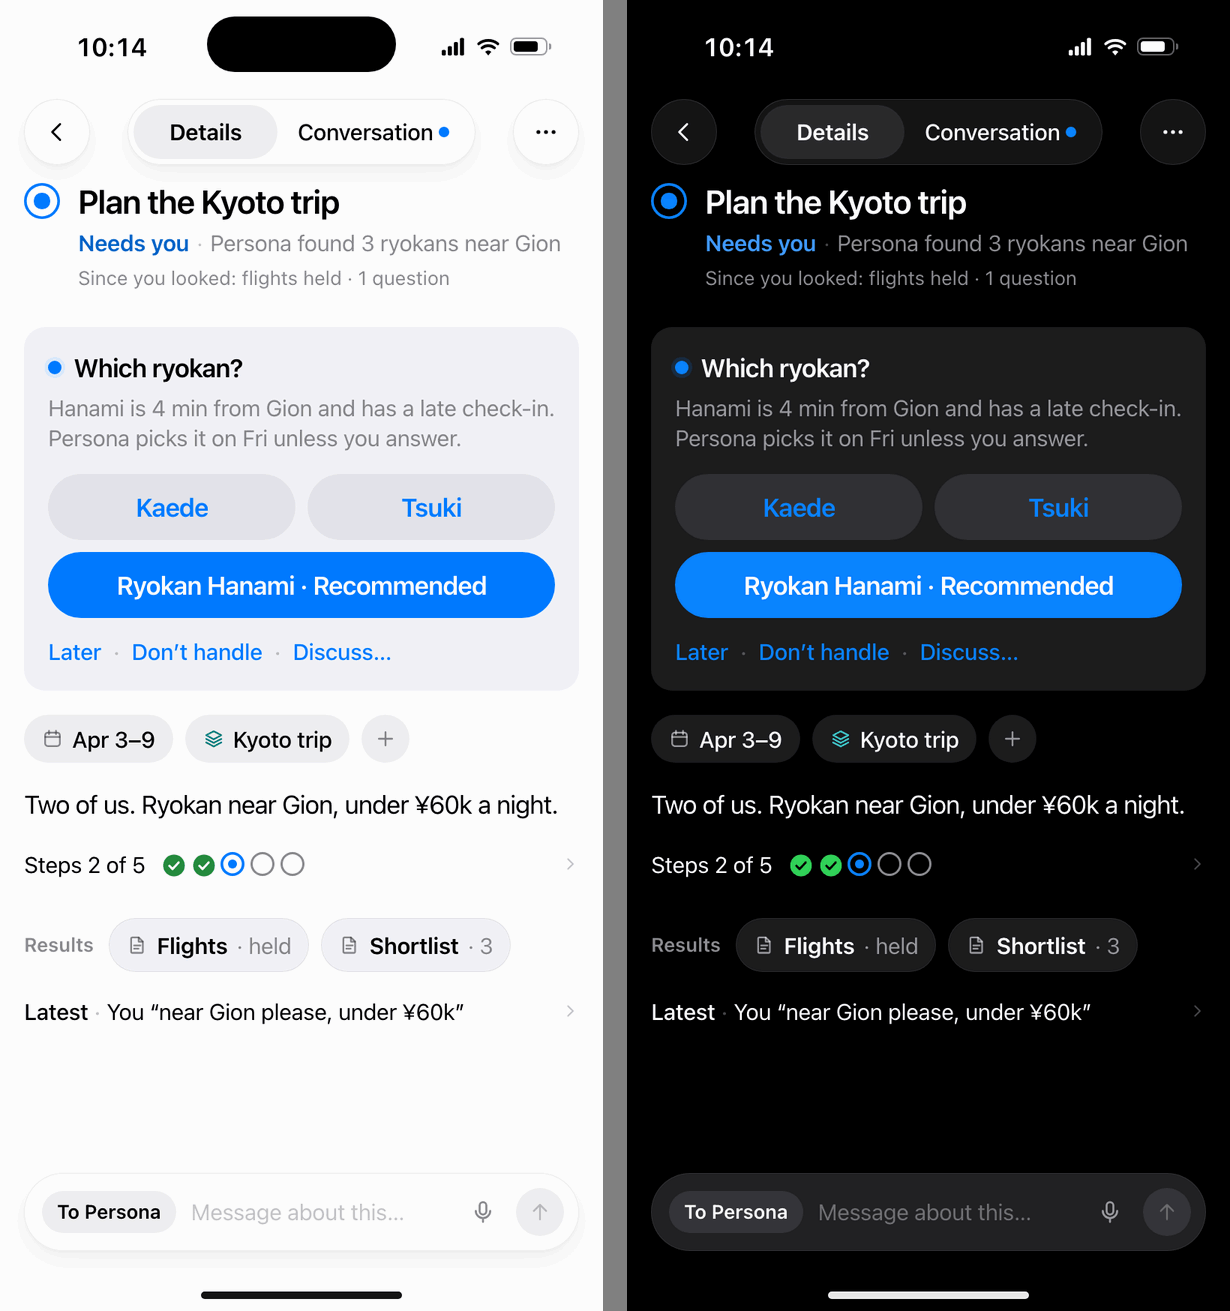 10:14
Details Conversation
Plan the Kyoto trip
Needs you · Persona found 3 ryokans near Gion
Since you looked: flights held · 1 question
Which ryokan?
Hanami is 4 min from Gion and has a late check-in.
Persona picks it on Fri unless you answer.
Kaede Tsuki
Ryokan Hanami · Recommended
Later · Don’t handle · Discuss...
Apr 3–9 Kyoto trip
Two of us. Ryokan near Gion, under ¥60k a night.
Steps 2 of 5
Results Flights · held Shortlist · 3
Latest · You “near Gion please, under ¥60k”
To Persona Message about this...
10:14
Details Conversation
Plan the Kyoto trip
Needs you · Persona found 3 ryokans near Gion
Since you looked: flights held · 1 question
Which ryokan?
Hanami is 4 min from Gion and has a late check-in.
Persona picks it on Fri unless you answer.
Kaede Tsuki
Ryokan Hanami · Recommended
Later · Don’t handle · Discuss...
Apr 3–9 Kyoto trip
Two of us. Ryokan near Gion, under ¥60k a night.
Steps 2 of 5
Results Flights · held Shortlist · 3
Latest · You “near Gion please, under ¥60k”
To Persona Message about this...